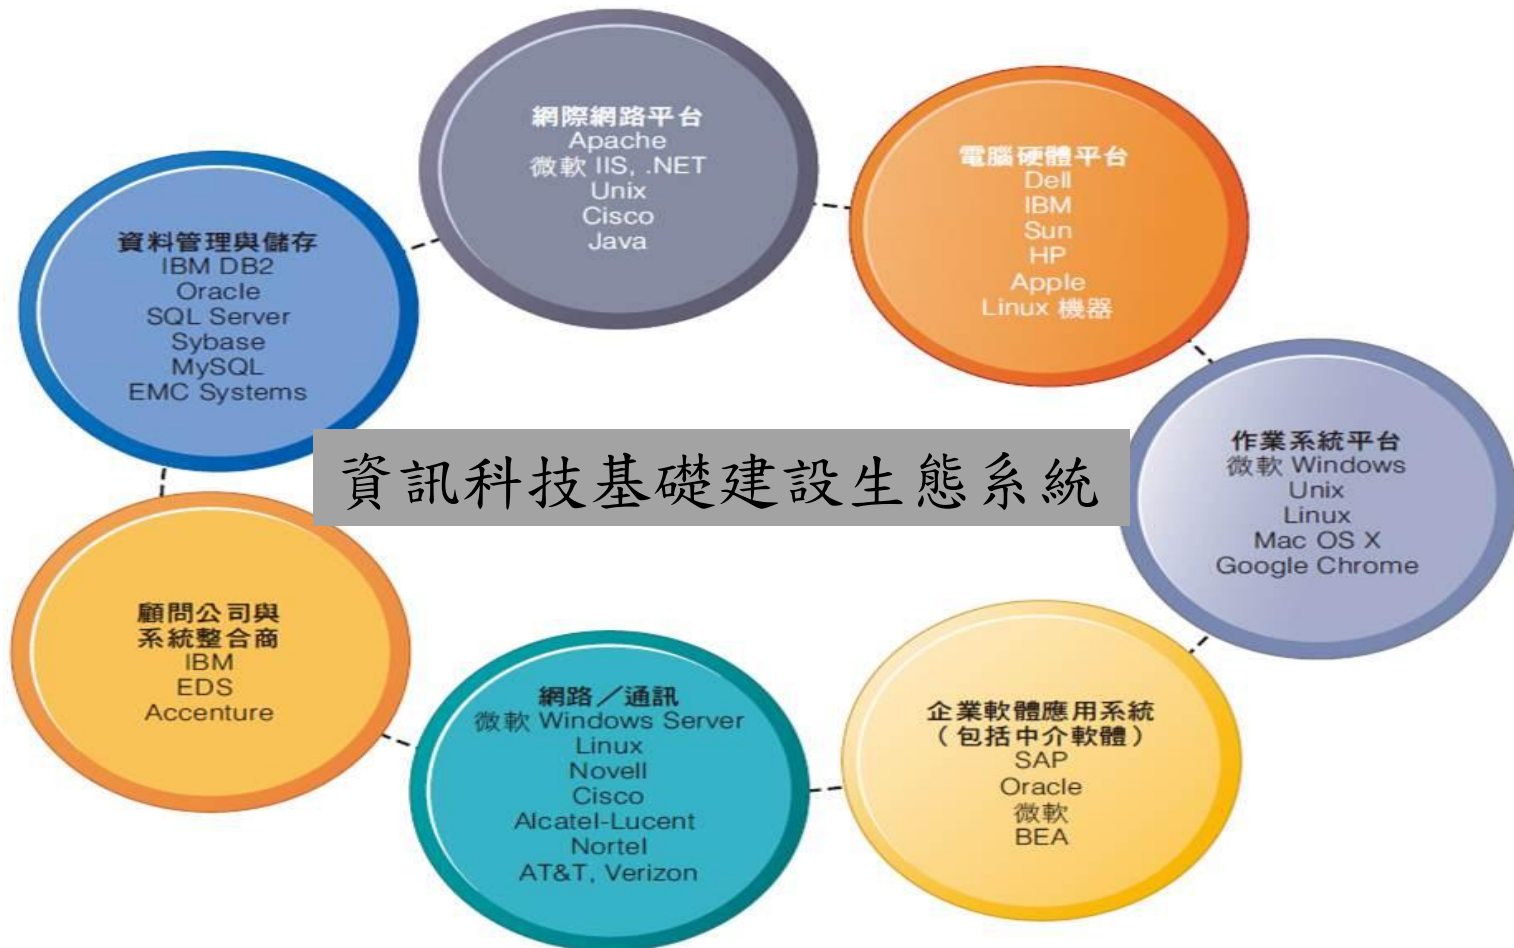 網際網路平台
Apache
微軟 IIS, .NET
Unix
Cisco
Java
電腦硬體平台
Dell
IBM
Sun
HP
Apple
Linux 機器
資料管理與儲存
IBM DB2
Oracle
SQL Server
Sybase
MySQL
EMC Systems
資訊科技基礎建設生態系統
作業系統平台
微軟 Windows
Unix
Linux
Mac OS X
Google Chrome
顧問公司與
系統整合商
IBM
EDS
Accenture
網路／通訊
微軟 Windows Server
Linux
Novell
Cisco
Alcatel-Lucent
Nortel
AT&T, Verizon
企業軟體應用系統
（包括中介軟體）
SAP
Oracle
微軟
BEA